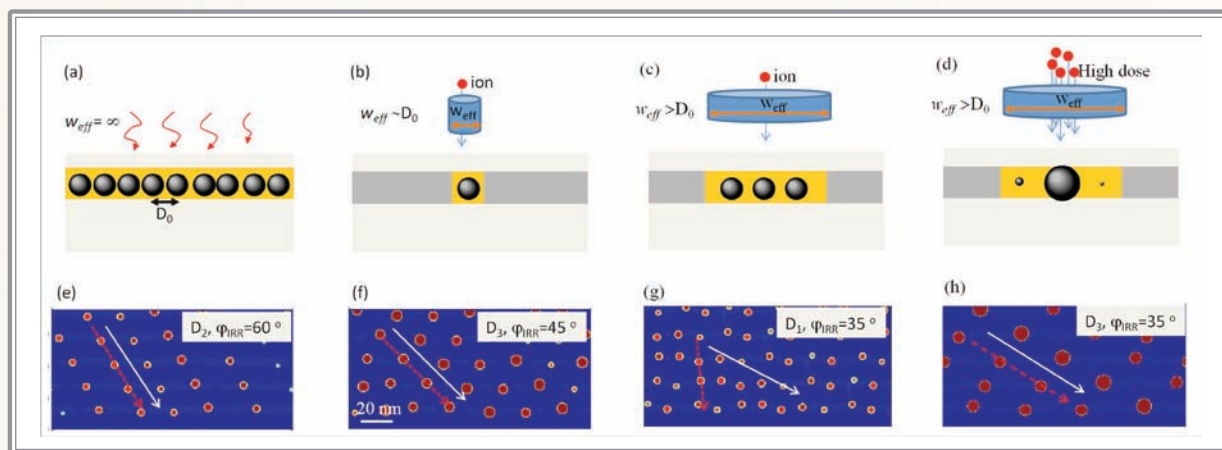 (a)
w_eff = ∞
D₀
(b)
ion
w_eff ~D₀
w_eff
(c)
ion
w_eff >D₀
w_eff
(d)
High dose
w_eff >D₀
w_eff
(e)
D₂, φ_IRR=60 °
(f)
D₃, φ_IRR=45 °
20 nm
(g)
D₁, φ_IRR=35 °
(h)
D₃, φ_IRR=35 °